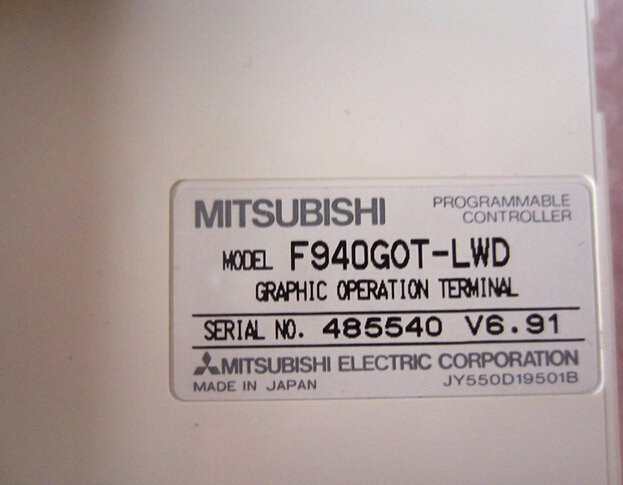 MITSUBISHI
PROGRAMMABLE
CONTROLLER
MODEL F940GOT-LWD
GRAPHIC OPERATION TERMINAL
SERIAL NO. 485540 V6.91
MITSUBISHI ELECTRIC CORPORATION
MADE IN JAPAN JY550D19501B